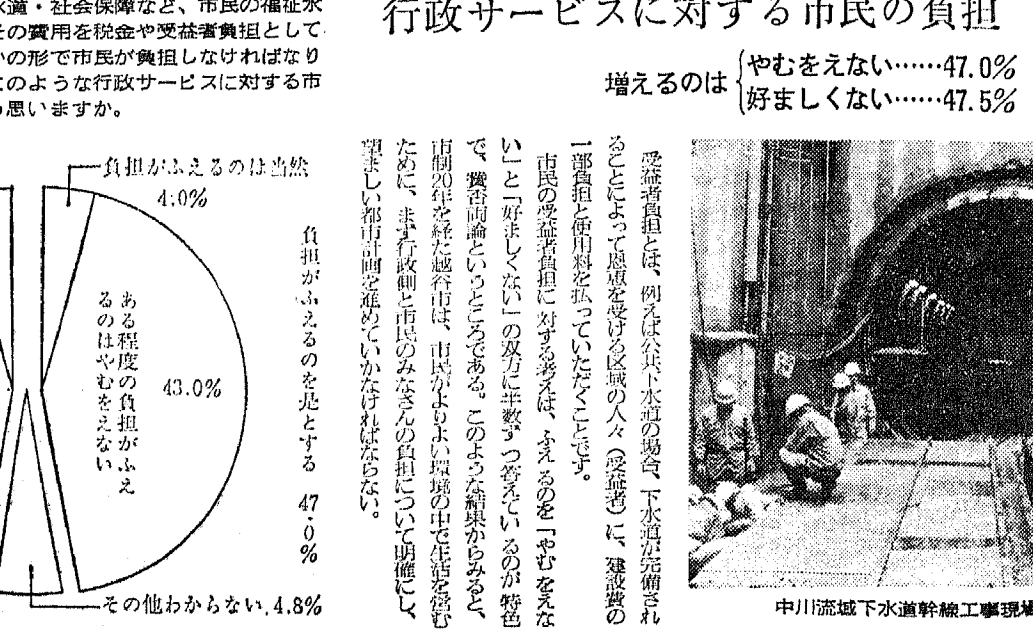 水道・社会保障など、市民の福祉水
その費用を税金や受益者負担として
いの形で市民が負担しなければなり
このような行政サービスに対する市
う思いますか。
行政サービスに対する市民の負担
増えるのは
やむをえない……47.0%
好ましくない……47.5%
負担がふえるのは当然
4.0%
ある程度の負担がふえ
るのはやむをえない
43.0%
負担がふえるのを是とする 47.0%
その他わからない 4.8%
受益者負担とは、例えば公共下水道の場合、下水道が完備され
ることによって恩恵を受ける区域の人々(受益者)に、建設費の
一部負担と使用料を払っていただくことです。
市民の受益者負担に対する考えは、ふえるのを「やむをえな
い」と「好ましくない」の双方に半数ずつ答えているのが特色
で、賛否両論というところである。このような結果からみると、
市制20年を経た越谷市は、市民がよりよい環境の中で生活を営む
ために、まず行政側と市民のみなさんの負担について明確にし、
望ましい都市計画を進めていかなければならない。
中川流域下水道幹線工事現場